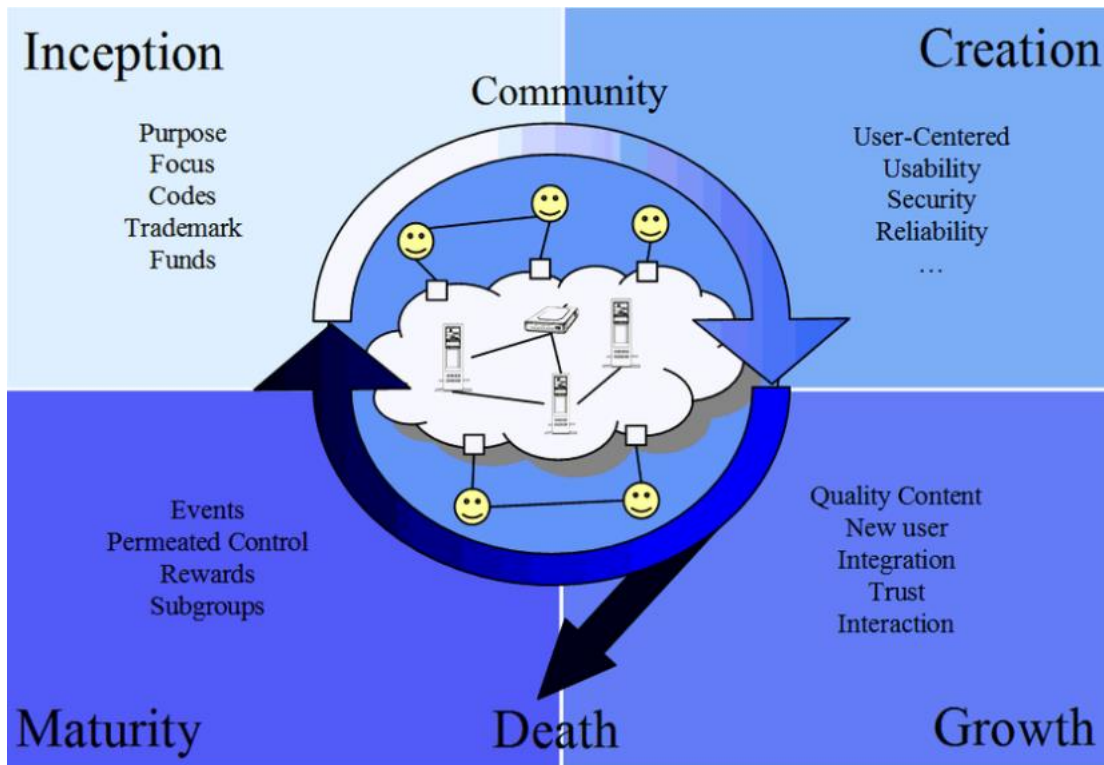 Inception
Creation
Community
Purpose
Focus
Codes
Trademark
Funds
User-Centered
Usability
Security
Reliability
…
Events
Permeated Control
Rewards
Subgroups
Quality Content
New user
Integration
Trust
Interaction
Maturity
Death
Growth